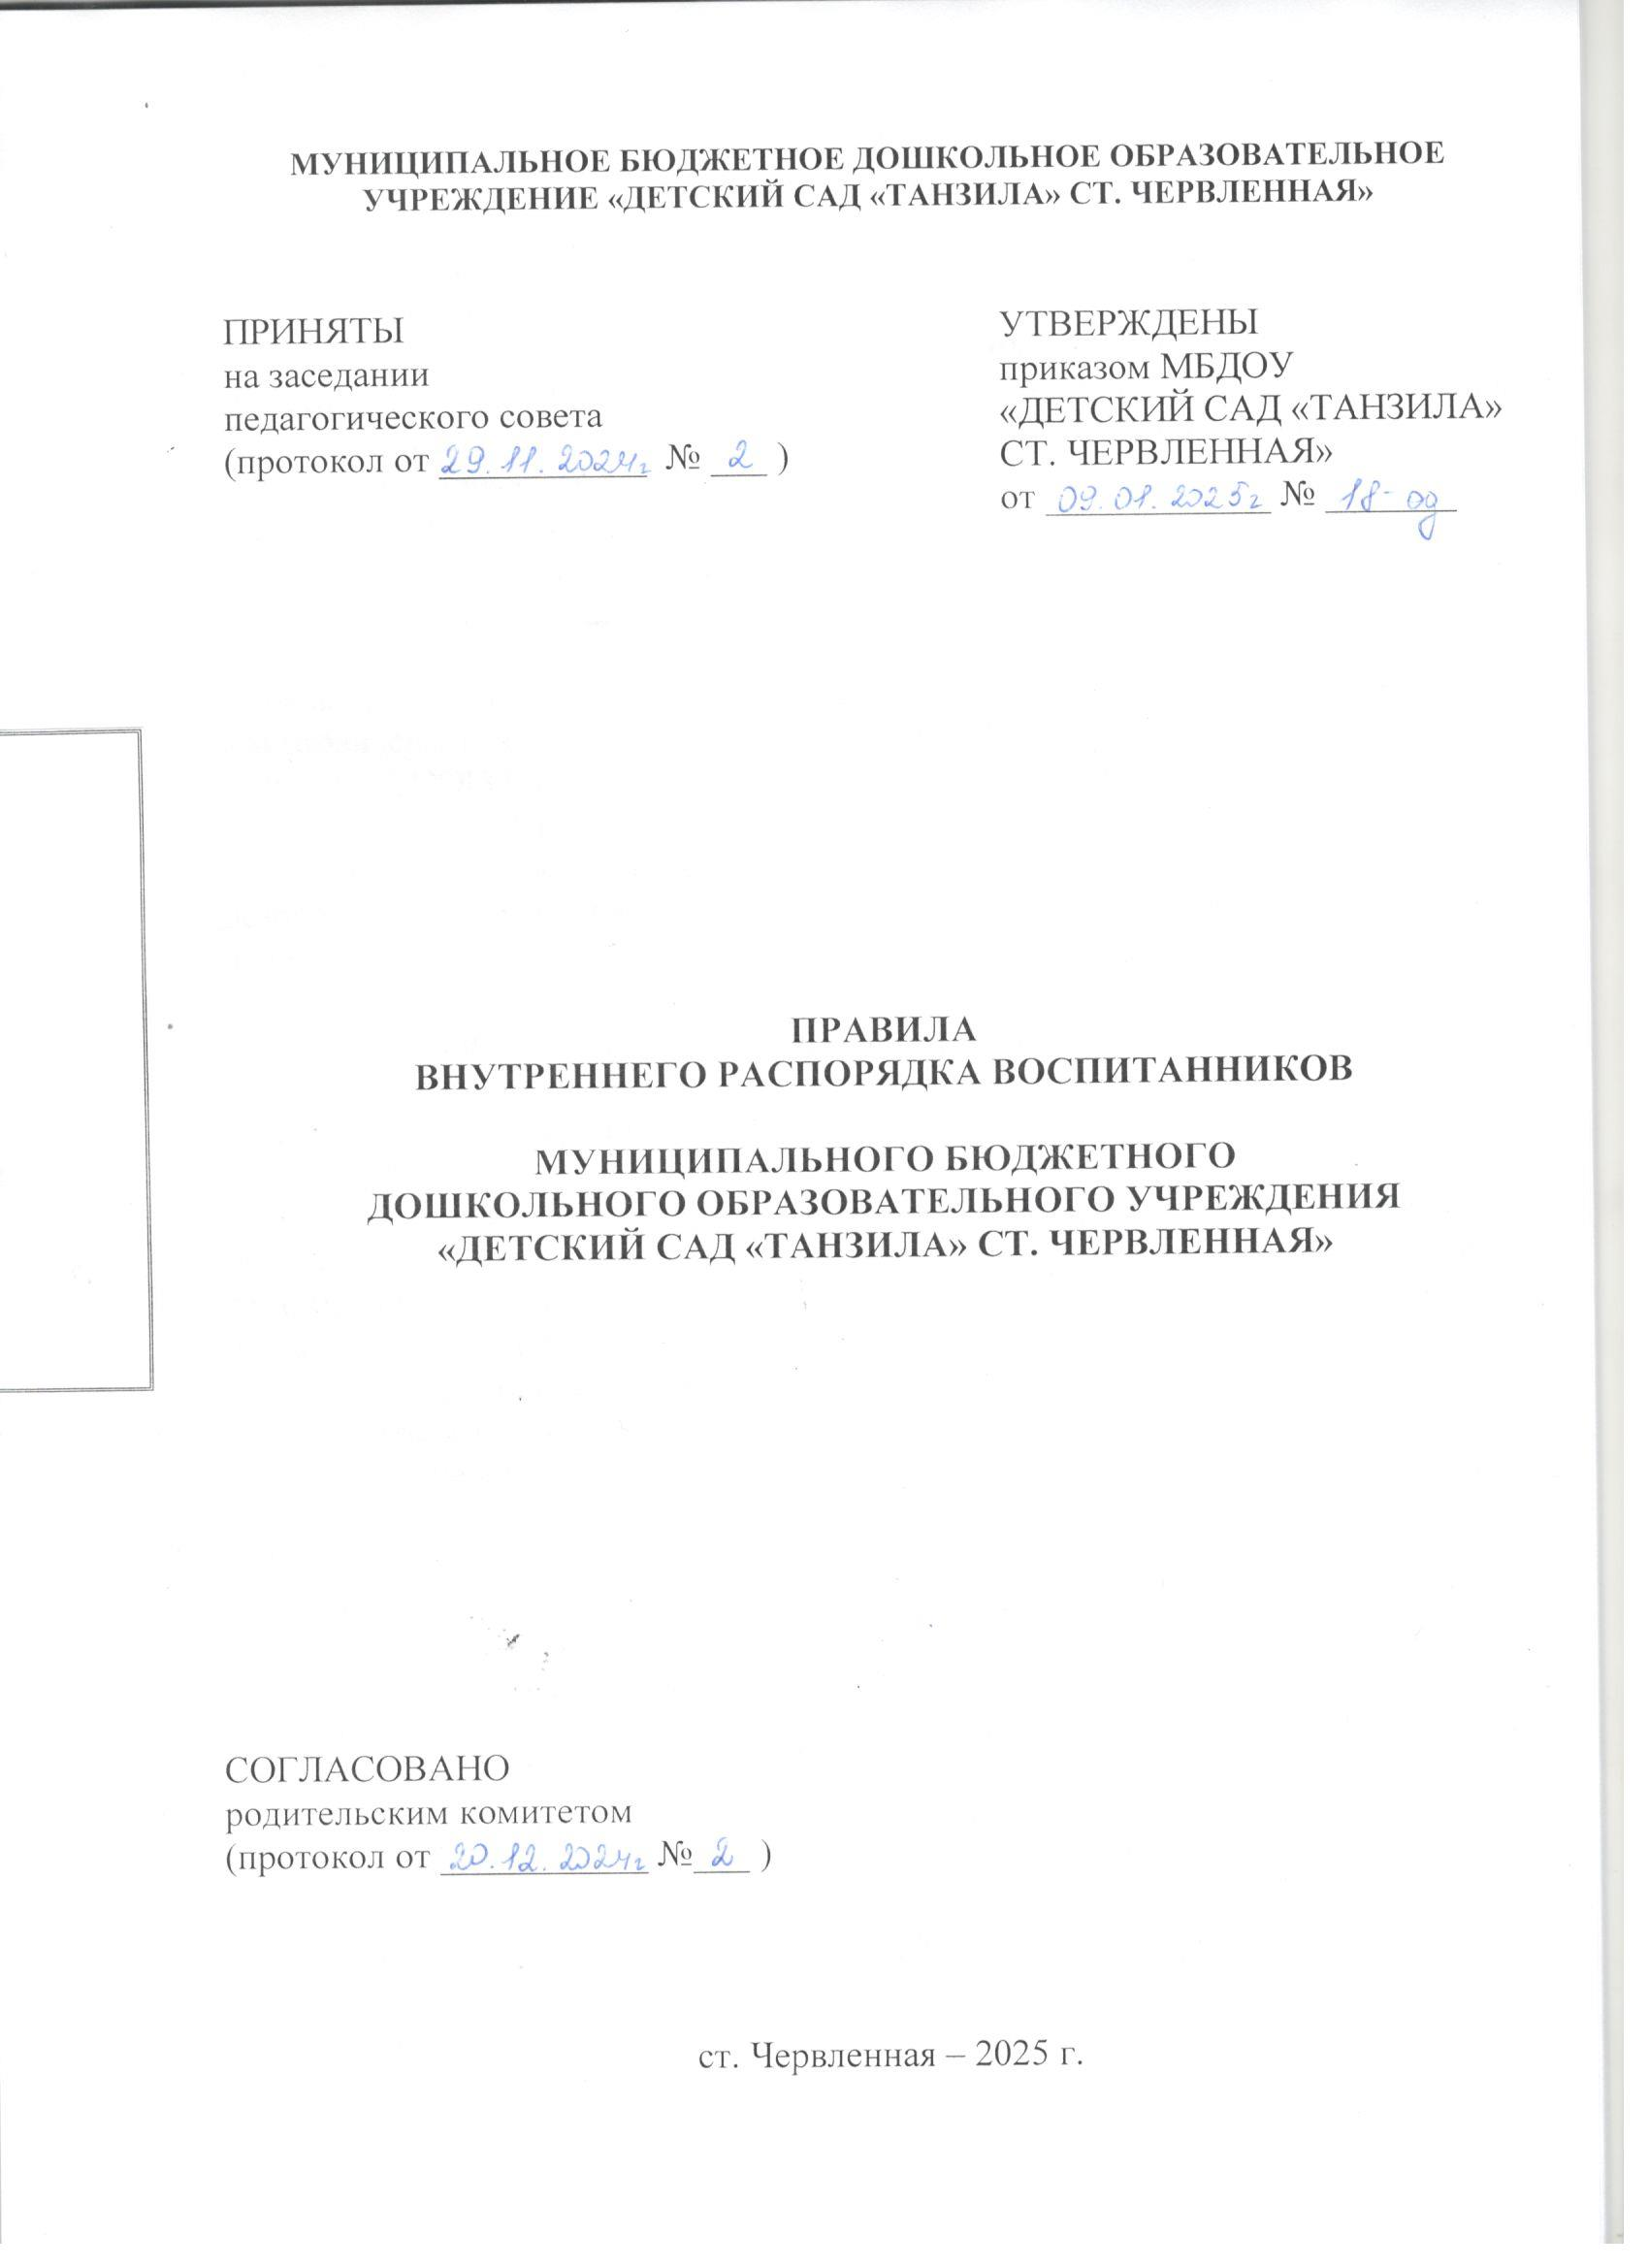 МУНИЦИПАЛЬНОЕ БЮДЖЕТНОЕ ДОШКОЛЬНОЕ ОБРАЗОВАТЕЛЬНОЕ
УЧРЕЖДЕНИЕ «ДЕТСКИЙ САД «ТАНЗИЛА» СТ. ЧЕРВЛЕННАЯ»
ПРИНЯТЫ
на заседании
педагогического совета
(протокол от 29.11.2024г № 2 )
УТВЕРЖДЕНЫ
приказом МБДОУ
«ДЕТСКИЙ САД «ТАНЗИЛА»
СТ. ЧЕРВЛЕННАЯ»
от 09.01.2025г № 18-од
ПРАВИЛА
ВНУТРЕННЕГО РАСПОРЯДКА ВОСПИТАННИКОВ
МУНИЦИПАЛЬНОГО БЮДЖЕТНОГО
ДОШКОЛЬНОГО ОБРАЗОВАТЕЛЬНОГО УЧРЕЖДЕНИЯ
«ДЕТСКИЙ САД «ТАНЗИЛА» СТ. ЧЕРВЛЕННАЯ»
СОГЛАСОВАНО
родительским комитетом
(протокол от 20.12.2024г № 2 )
ст. Червленная – 2025 г.